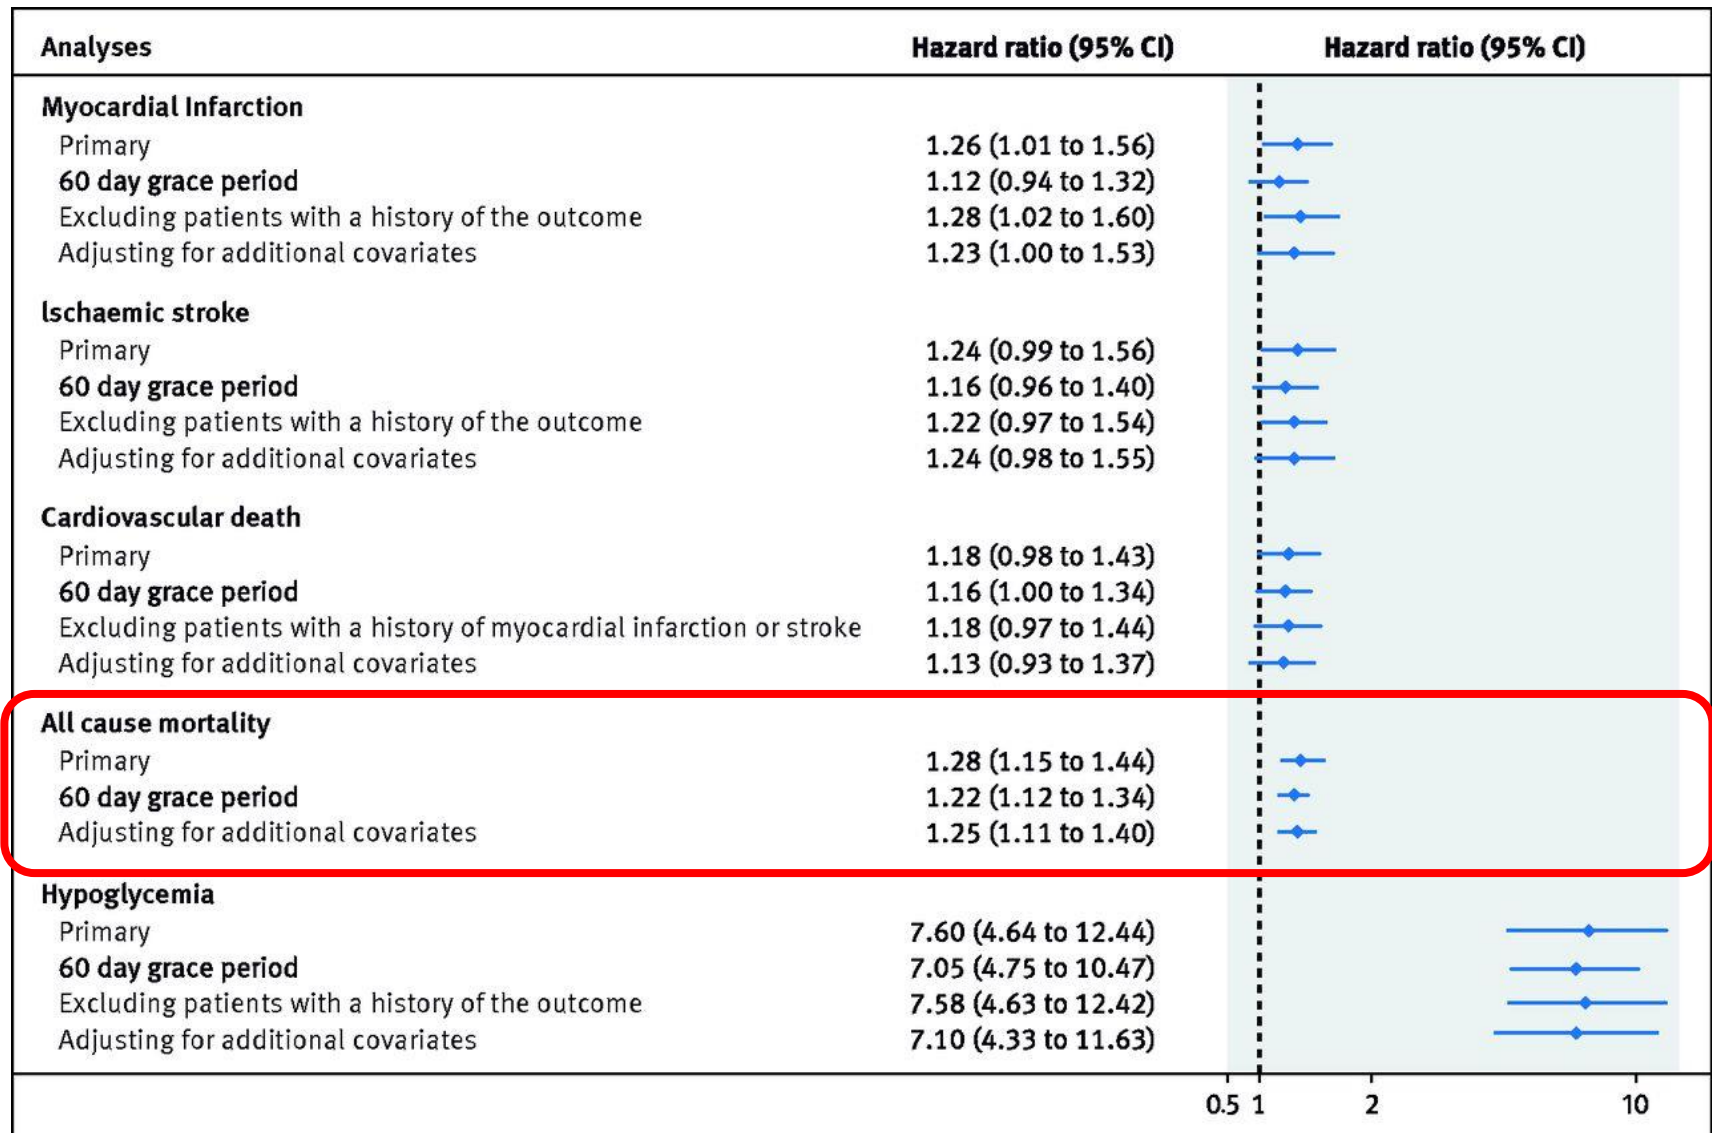 Analyses Hazard ratio (95% CI) Hazard ratio (95% CI)
Myocardial Infarction
Primary 1.26 (1.01 to 1.56)
60 day grace period 1.12 (0.94 to 1.32)
Excluding patients with a history of the outcome 1.28 (1.02 to 1.60)
Adjusting for additional covariates 1.23 (1.00 to 1.53)
Ischaemic stroke
Primary 1.24 (0.99 to 1.56)
60 day grace period 1.16 (0.96 to 1.40)
Excluding patients with a history of the outcome 1.22 (0.97 to 1.54)
Adjusting for additional covariates 1.24 (0.98 to 1.55)
Cardiovascular death
Primary 1.18 (0.98 to 1.43)
60 day grace period 1.16 (1.00 to 1.34)
Excluding patients with a history of myocardial infarction or stroke 1.18 (0.97 to 1.44)
Adjusting for additional covariates 1.13 (0.93 to 1.37)
All cause mortality
Primary 1.28 (1.15 to 1.44)
60 day grace period 1.22 (1.12 to 1.34)
Adjusting for additional covariates 1.25 (1.11 to 1.40)
Hypoglycemia
Primary 7.60 (4.64 to 12.44)
60 day grace period 7.05 (4.75 to 10.47)
Excluding patients with a history of the outcome 7.58 (4.63 to 12.42)
Adjusting for additional covariates 7.10 (4.33 to 11.63)
0.5 1 2 10